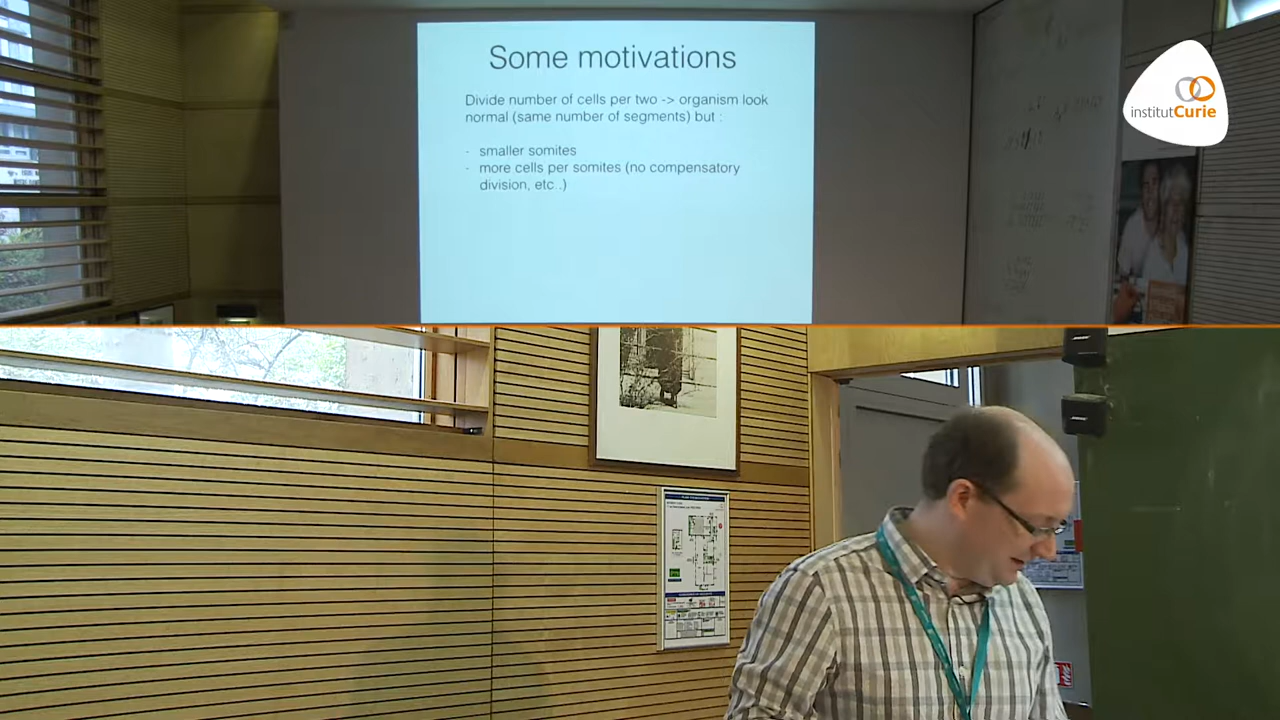 Some motivations
Divide number of cells per two -> organism look
normal (same number of segments) but :
- smaller somites
- more cells per somites (no compensatory
division, etc..)
institutCurie